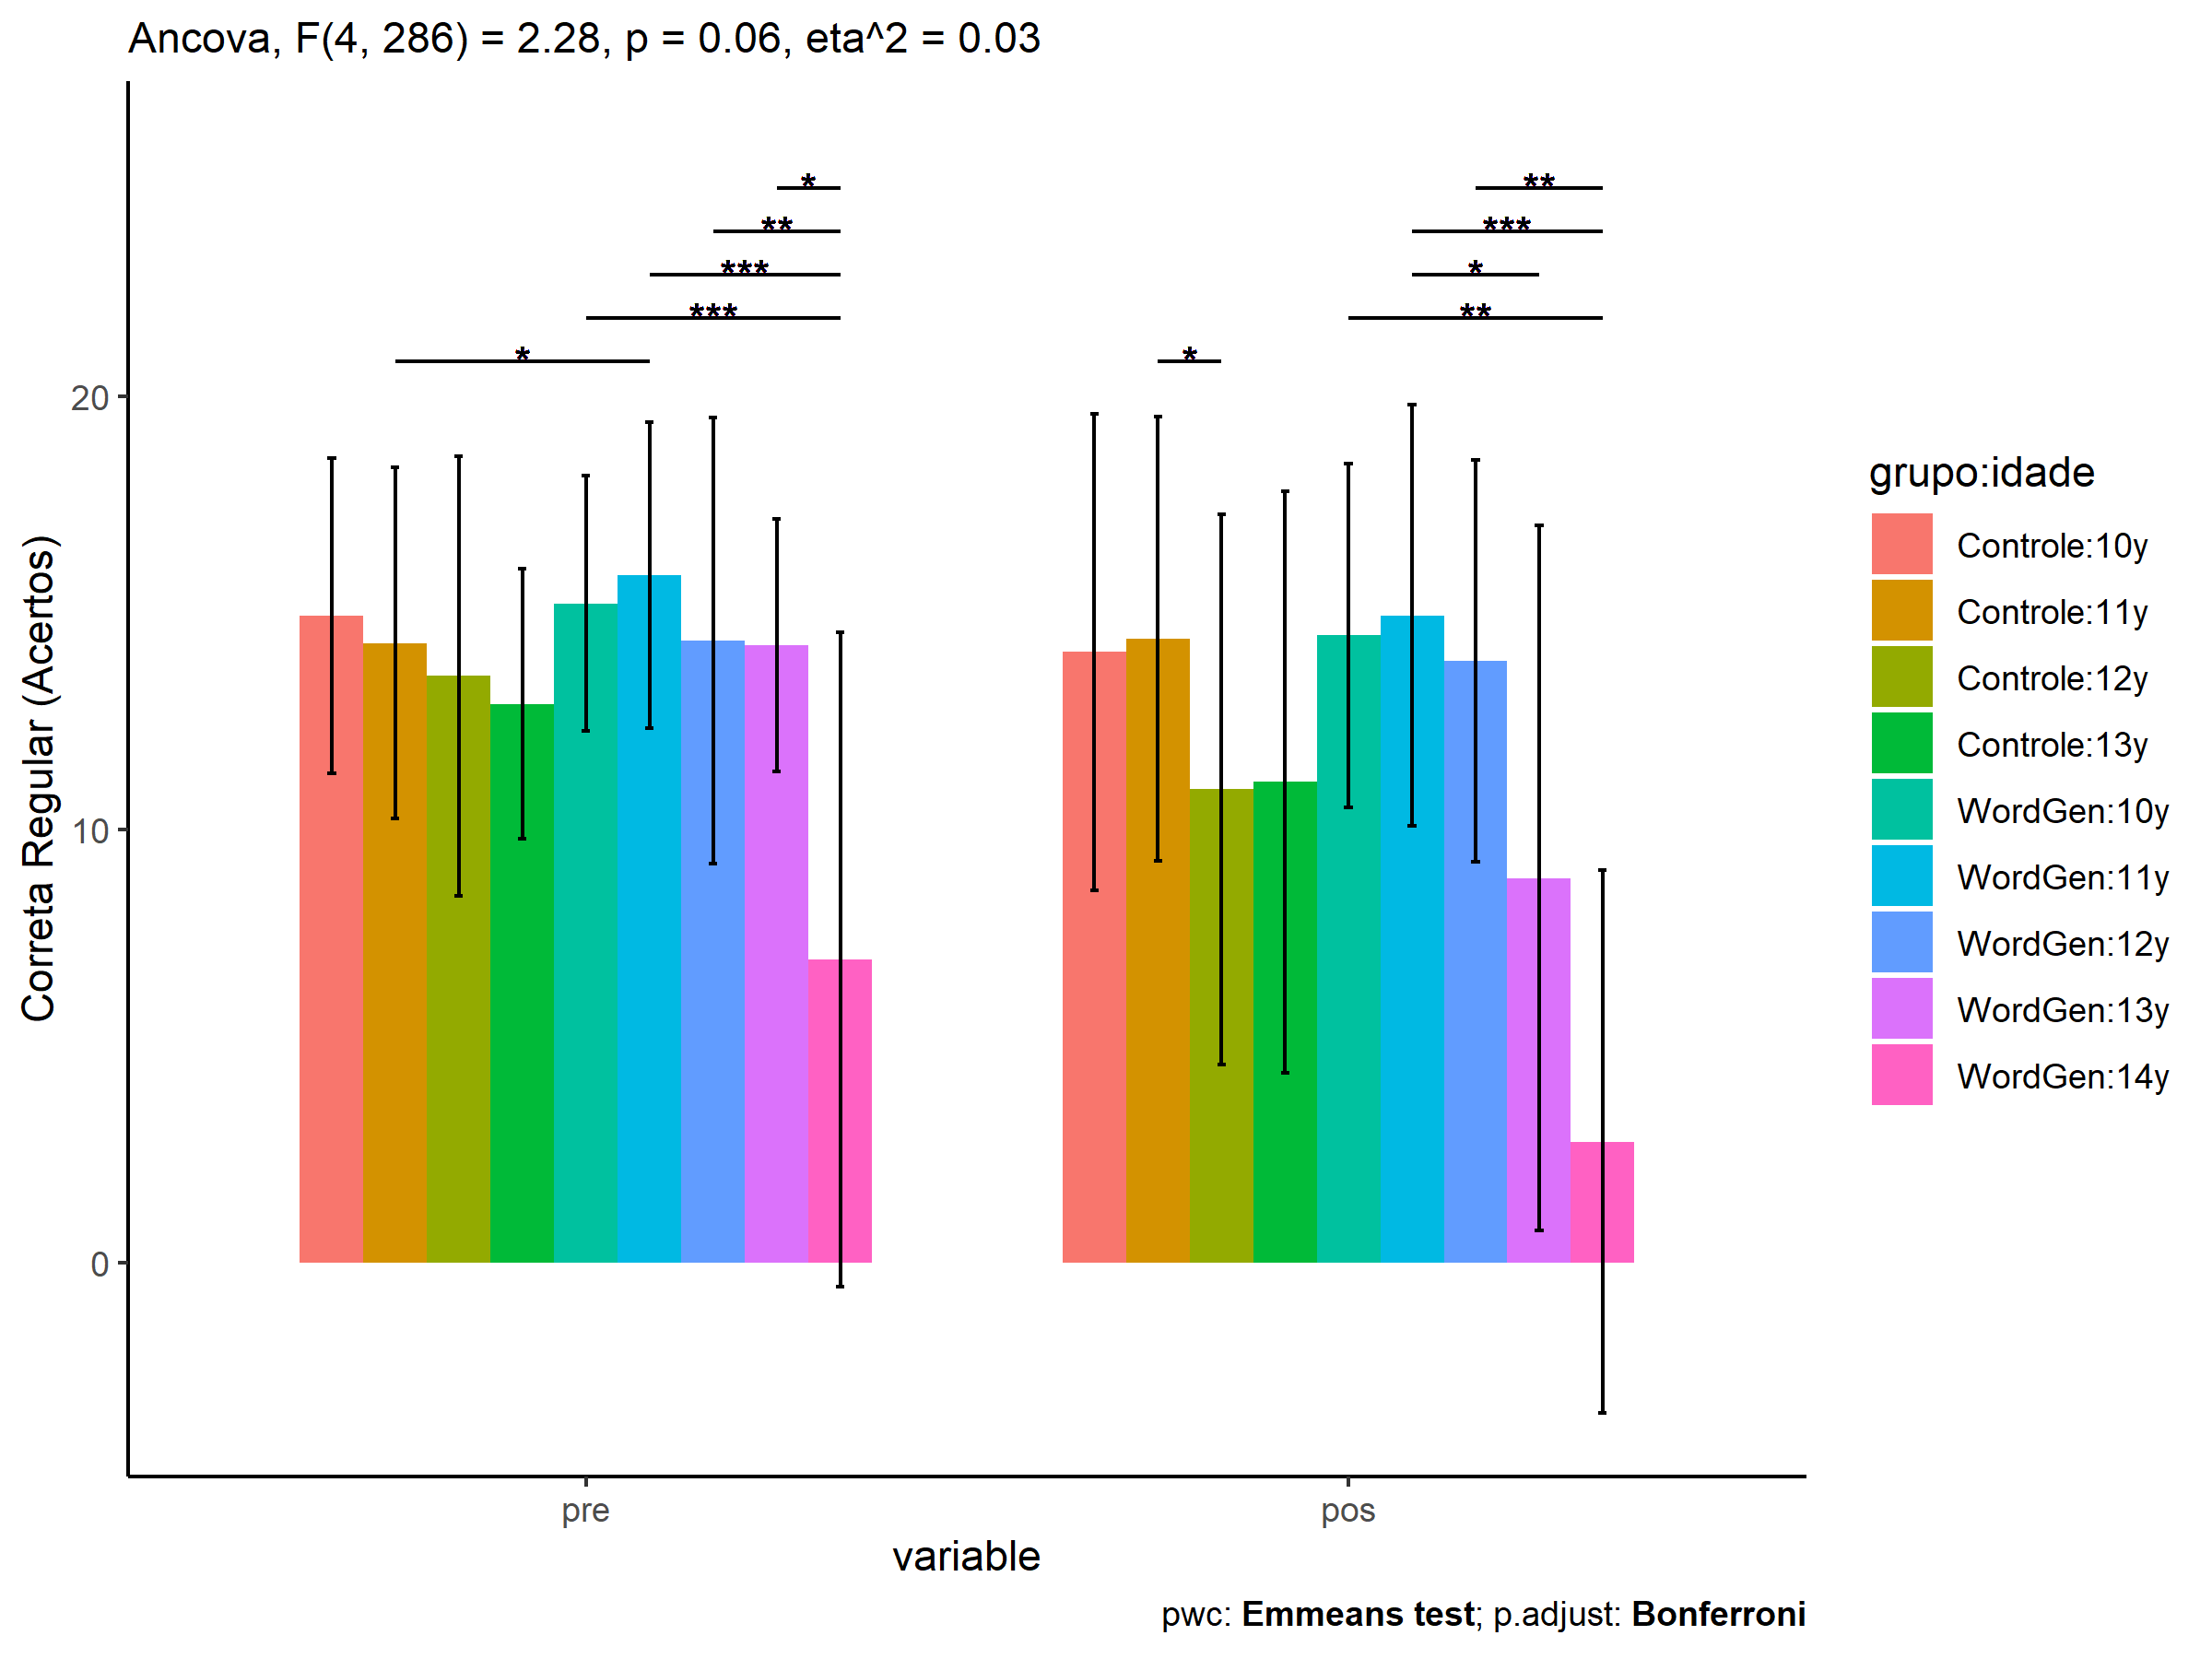 Ancova, F(4, 286) = 2.28, p = 0.06, eta^2 = 0.03
Correta Regular (Acertos)
20
10
0
*
**
***
***
*
**
***
*
**
*
pre
pos
variable
pwc: Emmeans test; p.adjust: Bonferroni
grupo:idade
Controle:10y
Controle:11y
Controle:12y
Controle:13y
WordGen:10y
WordGen:11y
WordGen:12y
WordGen:13y
WordGen:14y